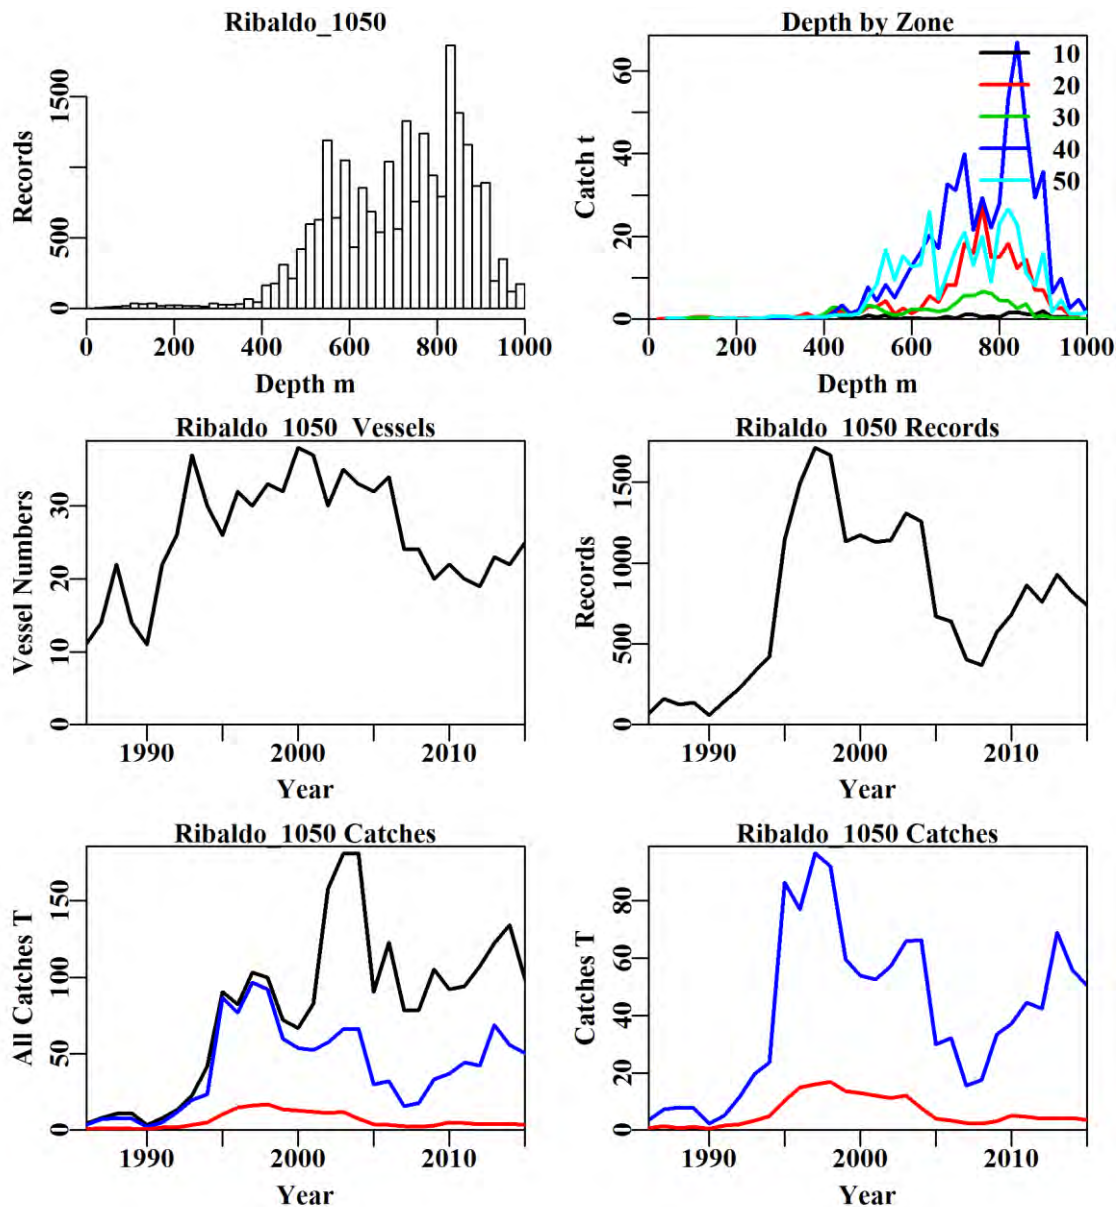 Ribaldo_1050
Records
0 500 1500
0 200 400 600 800 1000
Depth m
Depth by Zone
Catch t
0 20 40 60
10
20
30
40
50
0 200 400 600 800 1000
Depth m
Ribaldo_1050_Vessels
Vessel Numbers
0 10 20 30
1990 2000 2010
Year
Ribaldo_1050 Records
Records
0 500 1000 1500
1990 2000 2010
Year
Ribaldo_1050 Catches
All Catches T
0 50 100 150
1990 2000 2010
Year
Ribaldo_1050 Catches
Catches T
0 20 40 60 80
1990 2000 2010
Year